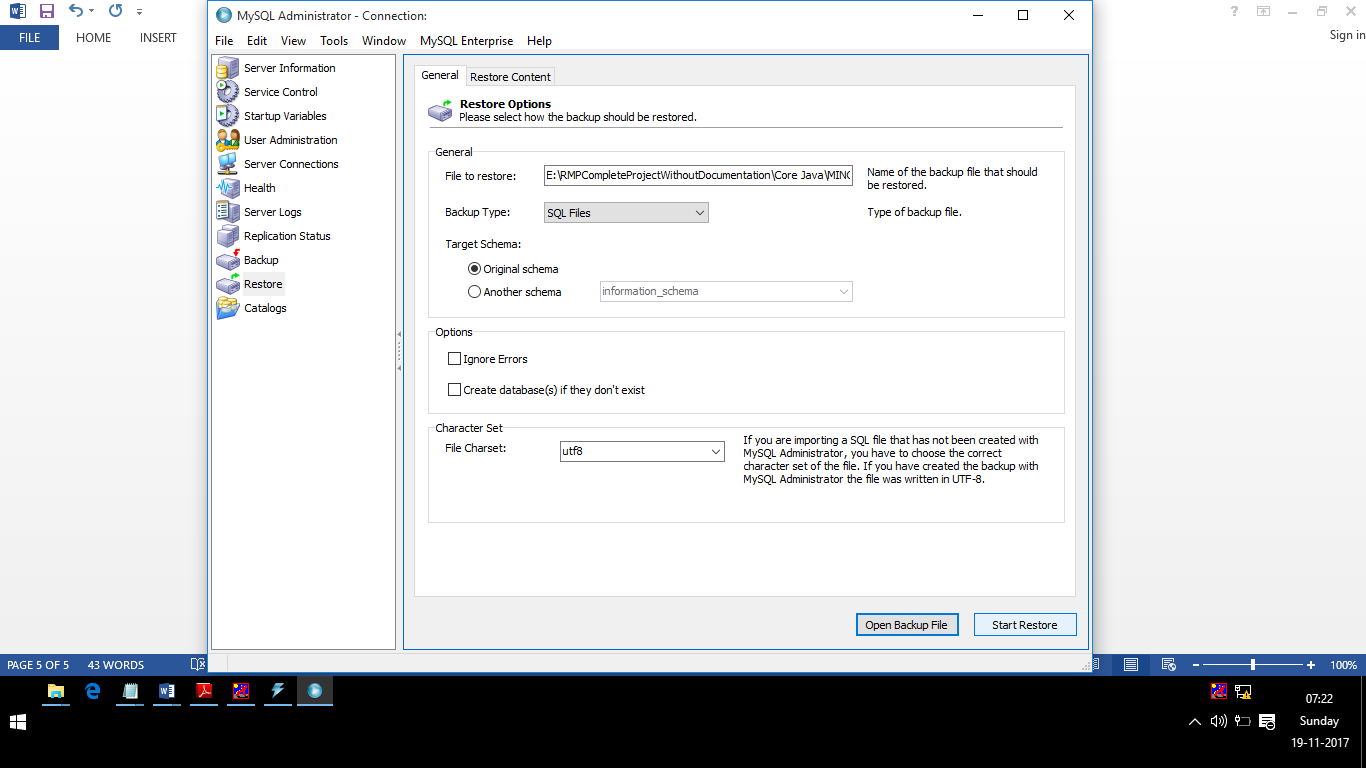 MySQL Administrator - Connection:
FILE HOME INSERT
Sign in
File Edit View Tools Window MySQL Enterprise Help
Server Information
Service Control
Startup Variables
User Administration
Server Connections
Health
Server Logs
Replication Status
Backup
Restore
Catalogs
General Restore Content
Restore Options
Please select how the backup should be restored.
General
File to restore: E:\RMPCompleteProjectWithoutDocumentation\Core Java\MINC
Name of the backup file that should
be restored.
Backup Type: SQL Files Type of backup file.
Target Schema:
Original schema
Another schema information_schema
Options
Ignore Errors
Create database(s) if they don't exist
Character Set
File Charset: utf8
If you are importing a SQL file that has not been created with
MySQL Administrator, you have to choose the correct
character set of the file. If you have created the backup with
MySQL Administrator the file was written in UTF-8.
Open Backup File Start Restore
PAGE 5 OF 5 43 WORDS 100%
07:22
Sunday
19-11-2017